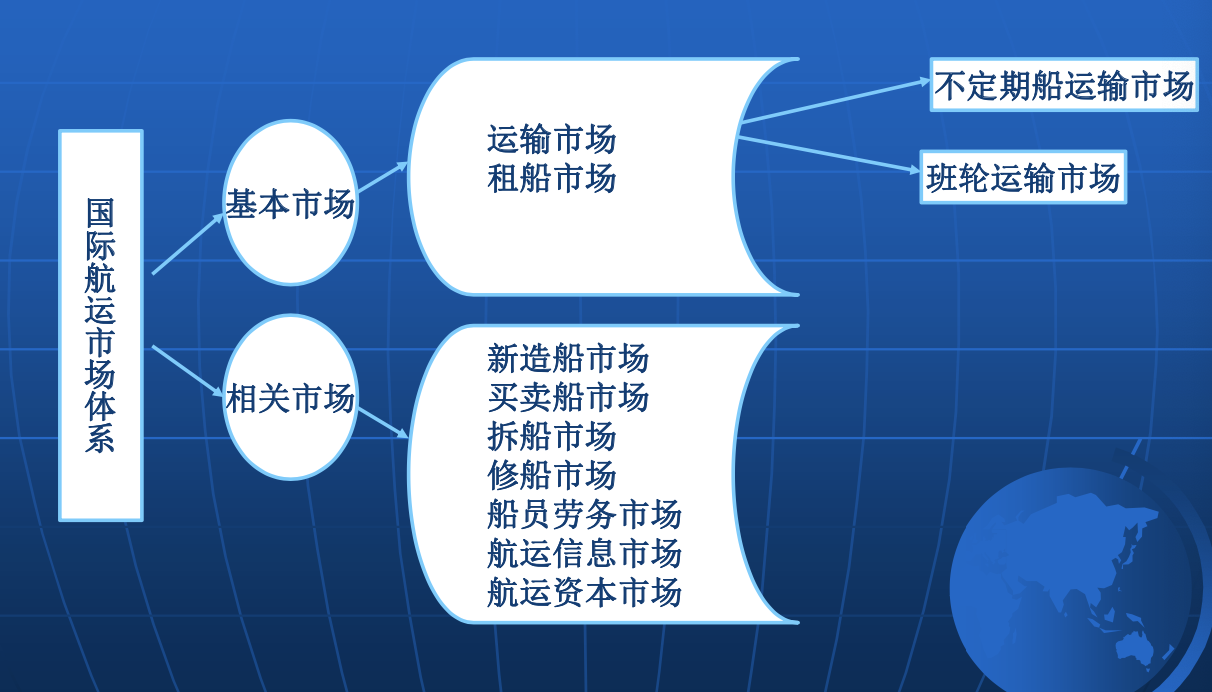 国际航运市场体系
基本市场
运输市场
租船市场
不定期船运输市场
班轮运输市场
相关市场
新造船市场
买卖船市场
拆船市场
修船市场
船员劳务市场
航运信息市场
航运资本市场